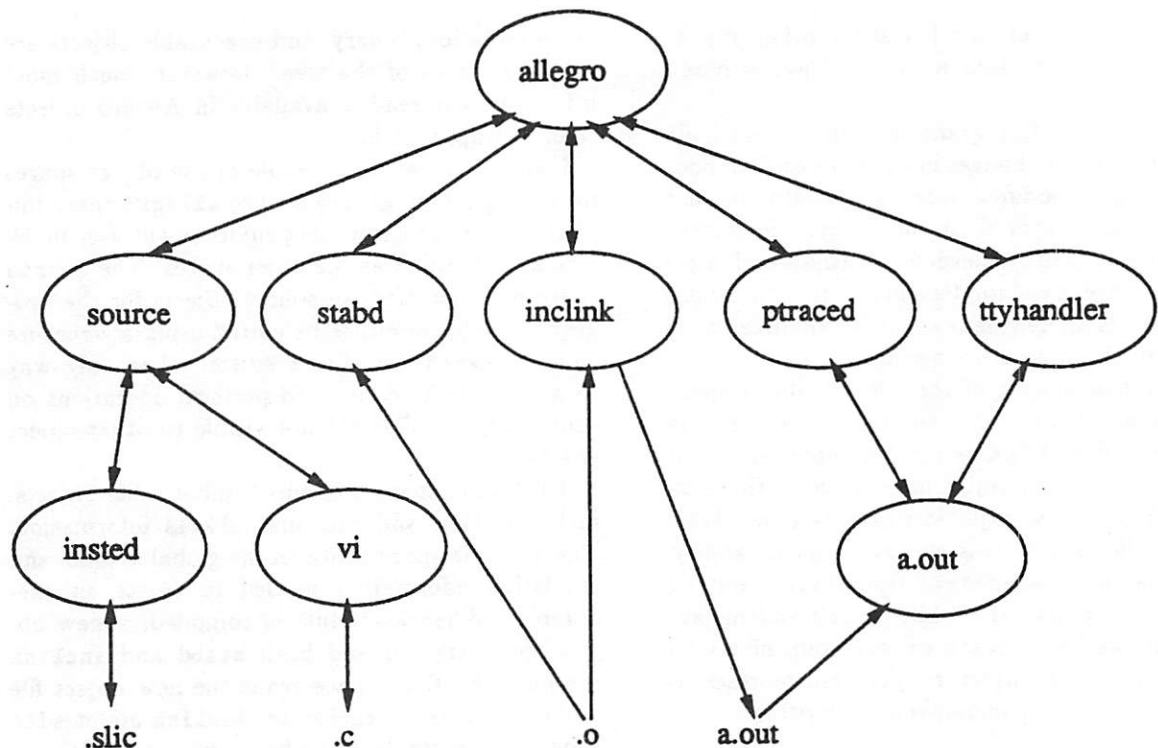 allegro
source stabd inclink ptraced ttyhandler
insted vi a.out
.slic .c .o a.out